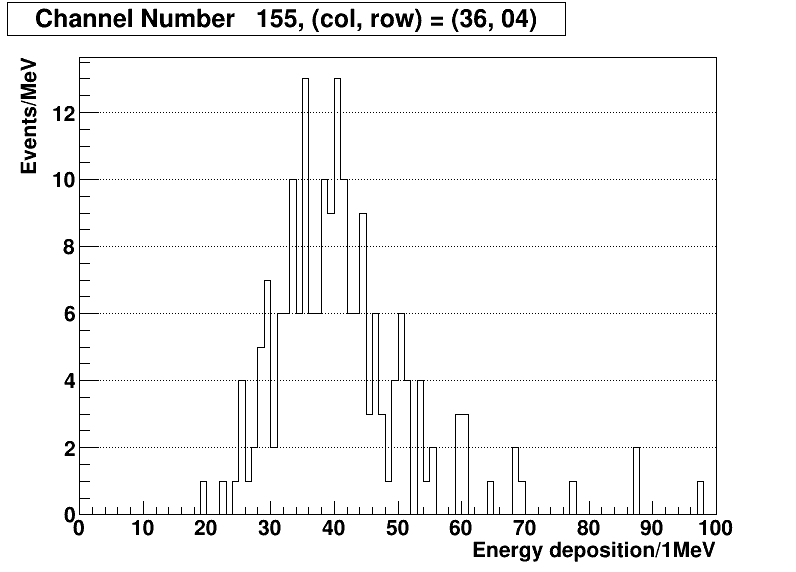 Channel Number 155, (col, row) = (36, 04)
Events/MeV
12
10
8
6
4
2
0
0 10 20 30 40 50 60 70 80 90 100
Energy deposition/1MeV